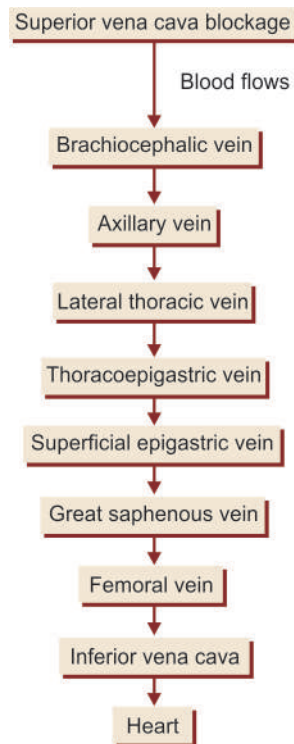 Superior vena cava blockage
Blood flows
Brachiocephalic vein
Axillary vein
Lateral thoracic vein
Thoracoepigastric vein
Superficial epigastric vein
Great saphenous vein
Femoral vein
Inferior vena cava
Heart